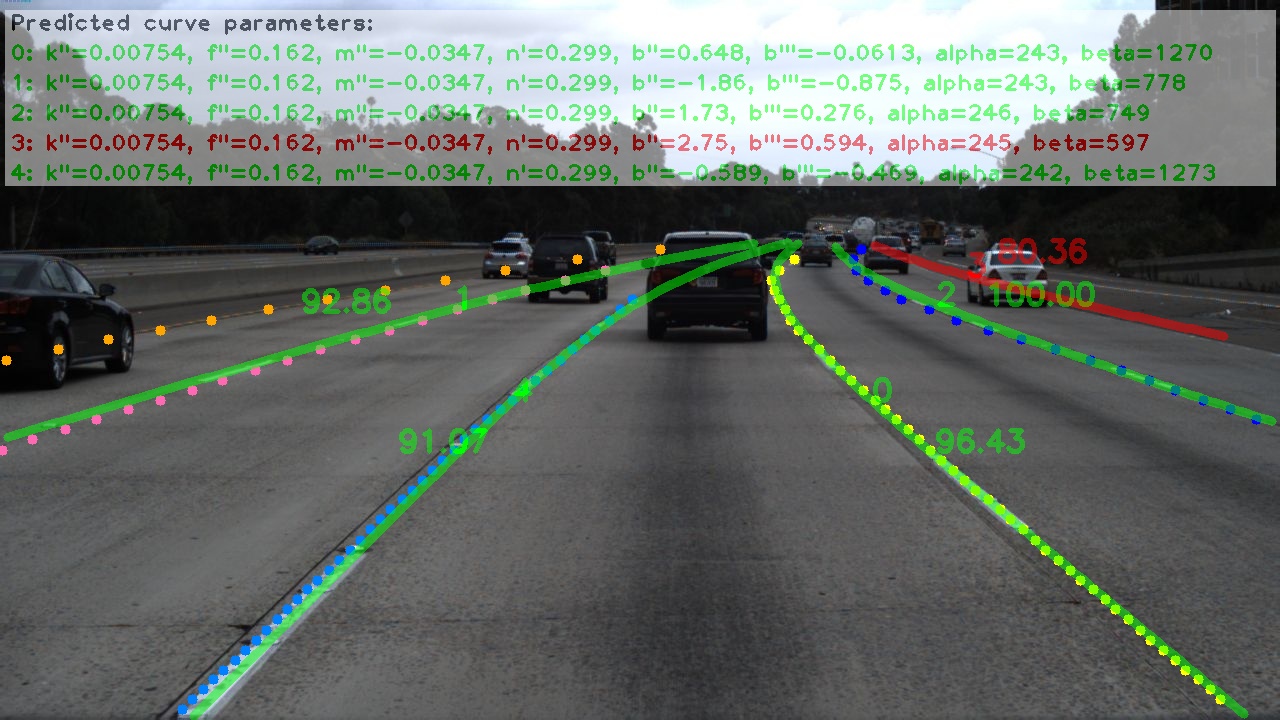 Predicted curve parameters:
0: k''=0.00754, f''=0.162, m''=−0.0347, n'=0.299, b''=0.648, b'''=−0.0613, alpha=243, beta=1270
1: k''=0.00754, f''=0.162, m''=−0.0347, n'=0.299, b''=−1.86, b'''=−0.875, alpha=243, beta=778
2: k''=0.00754, f''=0.162, m''=−0.0347, n'=0.299, b''=1.73, b'''=0.276, alpha=246, beta=749
3: k''=0.00754, f''=0.162, m''=−0.0347, n'=0.299, b''=2.75, b'''=0.594, alpha=245, beta=597
4: k''=0.00754, f''=0.162, m''=−0.0347, n'=0.299, b''=−0.589, b'''=−0.469, alpha=242, beta=1273
3 80.36
92.86 1 2 100.00
4 0
91.07 96.43